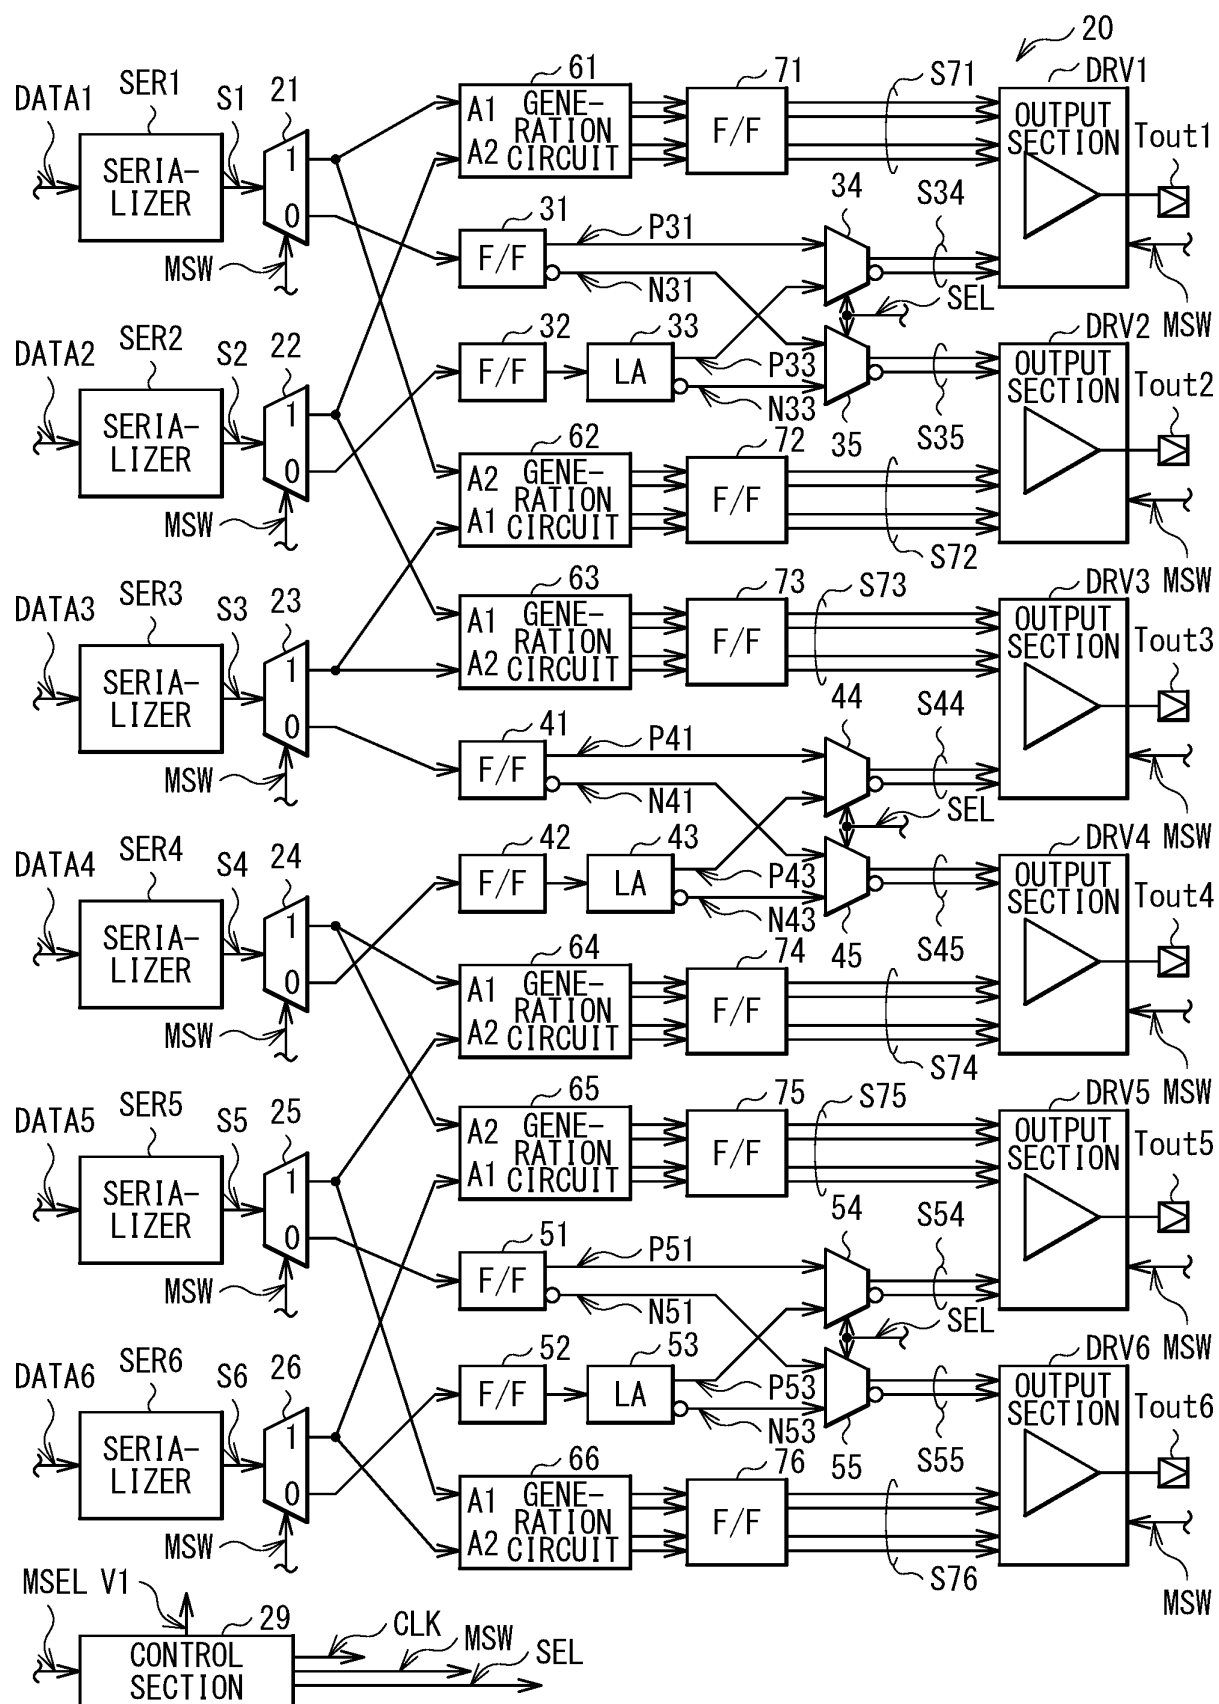 20
DATA1
SER1
S1
21
61
71
S71
DRV1
SERIA-
LIZER
1
0
MSW
A1
A2
GENE-
RATION
CIRCUIT
F/F
OUTPUT
SECTION
Tout1
31
F/F
P31
N31
34
S34
SEL
MSW
DATA2
SER2
S2
22
32
33
P33
N33
35
S35
DRV2
SERIA-
LIZER
1
0
MSW
F/F
LA
OUTPUT
SECTION
Tout2
62
72
A2
A1
GENE-
RATION
CIRCUIT
F/F
S72
MSW
DATA3
SER3
S3
23
63
73
S73
DRV3
SERIA-
LIZER
1
0
MSW
A1
A2
GENE-
RATION
CIRCUIT
F/F
OUTPUT
SECTION
Tout3
41
F/F
P41
N41
44
S44
SEL
MSW
DATA4
SER4
S4
24
42
43
P43
N43
45
S45
DRV4
SERIA-
LIZER
1
0
MSW
F/F
LA
OUTPUT
SECTION
Tout4
64
74
A1
A2
GENE-
RATION
CIRCUIT
F/F
S74
MSW
DATA5
SER5
S5
25
65
75
S75
DRV5
SERIA-
LIZER
1
0
MSW
A2
A1
GENE-
RATION
CIRCUIT
F/F
OUTPUT
SECTION
Tout5
51
F/F
P51
N51
54
S54
SEL
MSW
DATA6
SER6
S6
26
52
53
P53
N53
55
S55
DRV6
SERIA-
LIZER
1
0
MSW
F/F
LA
OUTPUT
SECTION
Tout6
66
76
A1
A2
GENE-
RATION
CIRCUIT
F/F
S76
MSW
MSEL
V1
29
CONTROL
SECTION
CLK
MSW
SEL